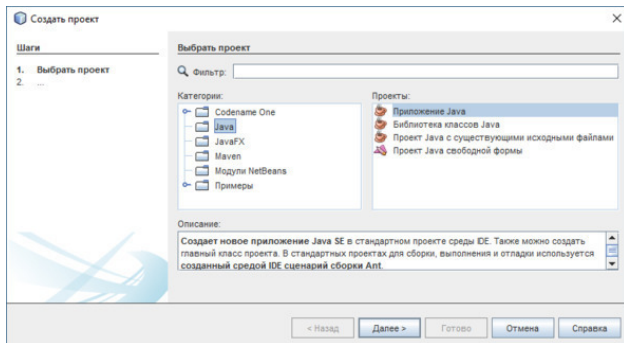 Создать проект
Шаги
1. Выбрать проект
2. ...
Выбрать проект
Фильтр:
Категории:
Codename One
Java
JavaFX
Maven
Модули NetBeans
Примеры
Проекты:
Приложение Java
Библиотека классов Java
Проект Java с существующими исходными файлами
Проект Java свободной формы
Описание:
Создает новое приложение Java SE в стандартном проекте среды IDE. Также можно создать
главный класс проекта. В стандартных проектах для сборки, выполнения и отладки используется
созданный средой IDE сценарий сборки Ant.
< Назад
Далее >
Готово
Отмена
Справка